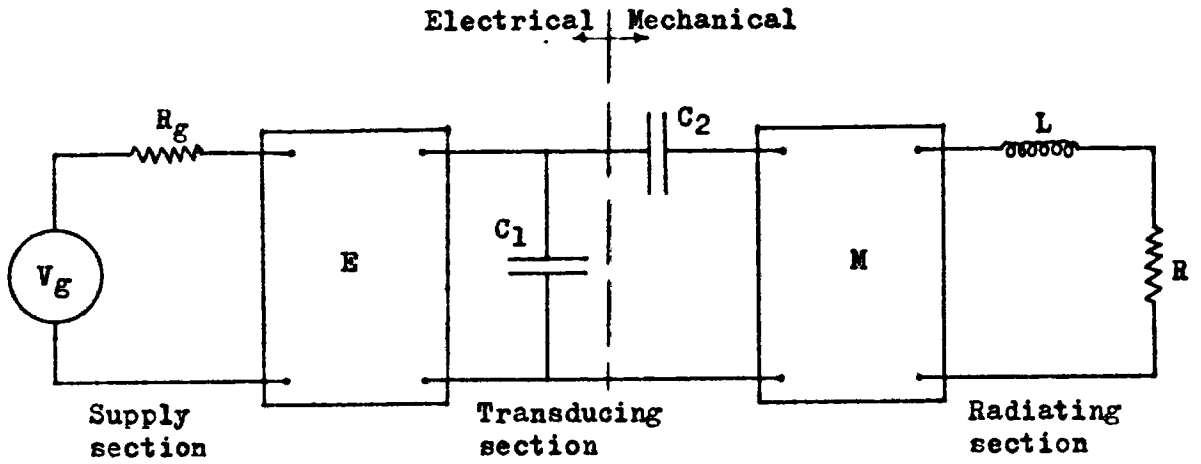 Electrical Mechanical
Rg
C2
L
C1
Vg
E
M
R
Supply section
Transducing section
Radiating section